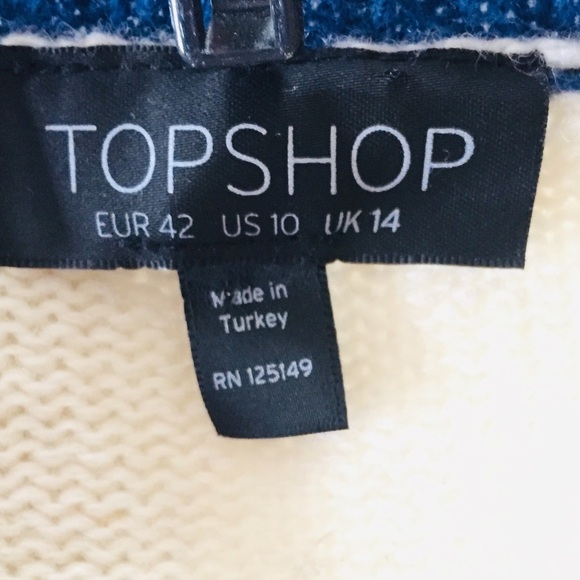 TOPSHOP
EUR 42 US 10 UK 14
Made in
Turkey
RN 125149